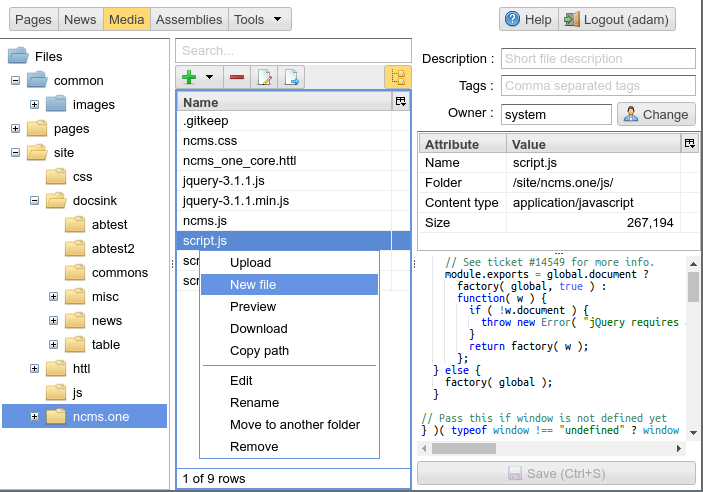 Pages News Media Assemblies Tools
Help Logout (adam)
Files
common
images
pages
site
css
docsink
abtest
abtest2
commons
misc
news
table
httl
js
ncms.one
Search...
Name
.gitkeep
ncms.css
ncms_one_core.httl
jquery-3.1.1.js
jquery-3.1.1.min.js
ncms.js
script.js
scr
scr
Upload
New file
Preview
Download
Copy path
Edit
Rename
Move to another folder
Remove
1 of 9 rows
Description : Short file description
Tags : Comma separated tags
Owner : system Change
Attribute Value
Name script.js
Folder /site/ncms.one/js/
Content type application/javascript
Size 267,194
// See ticket #14549 for more info.
module.exports = global.document ?
factory( global, true ) :
function( w ) {
if ( !w.document ) {
throw new Error( "jQuery requires
}
return factory( w );
};
} else {
factory( global );
}
// Pass this if window is not defined yet
} )( typeof window !== "undefined" ? window
Save (Ctrl+S)